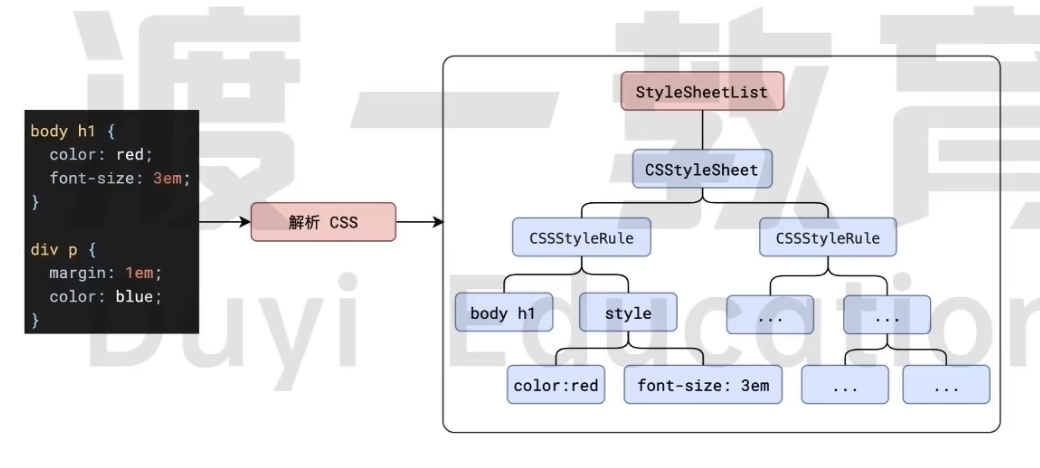 渡一教育
Duyi Education
body h1 {
  color: red;
  font-size: 3em;
}
div p {
  margin: 1em;
  color: blue;
}
解析 CSS
StyleSheetList
CSStyleSheet
CSSStyleRule
CSSStyleRule
body h1
style
...
...
color:red
font-size: 3em
...
...